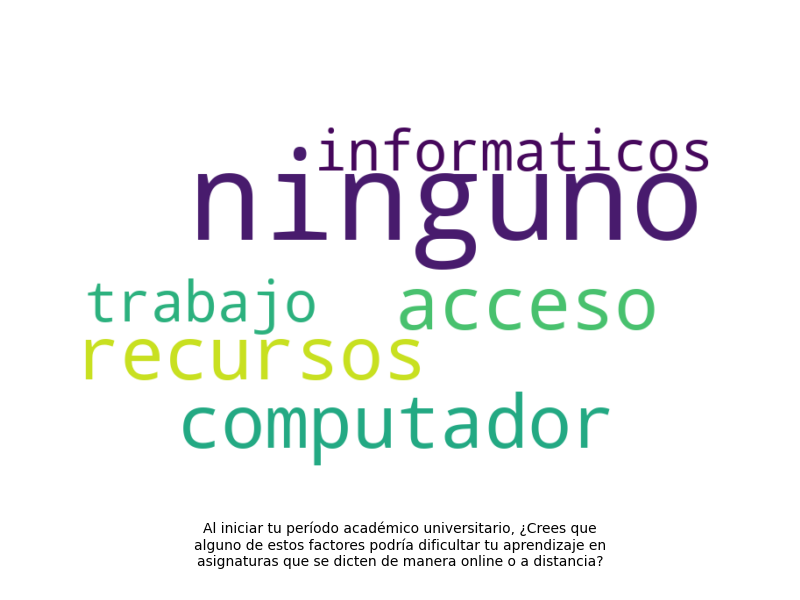 informaticos
ninguno
trabajo acceso
recursos
computador
Al iniciar tu período académico universitario, ¿Crees que
alguno de estos factores podría dificultar tu aprendizaje en
asignaturas que se dicten de manera online o a distancia?